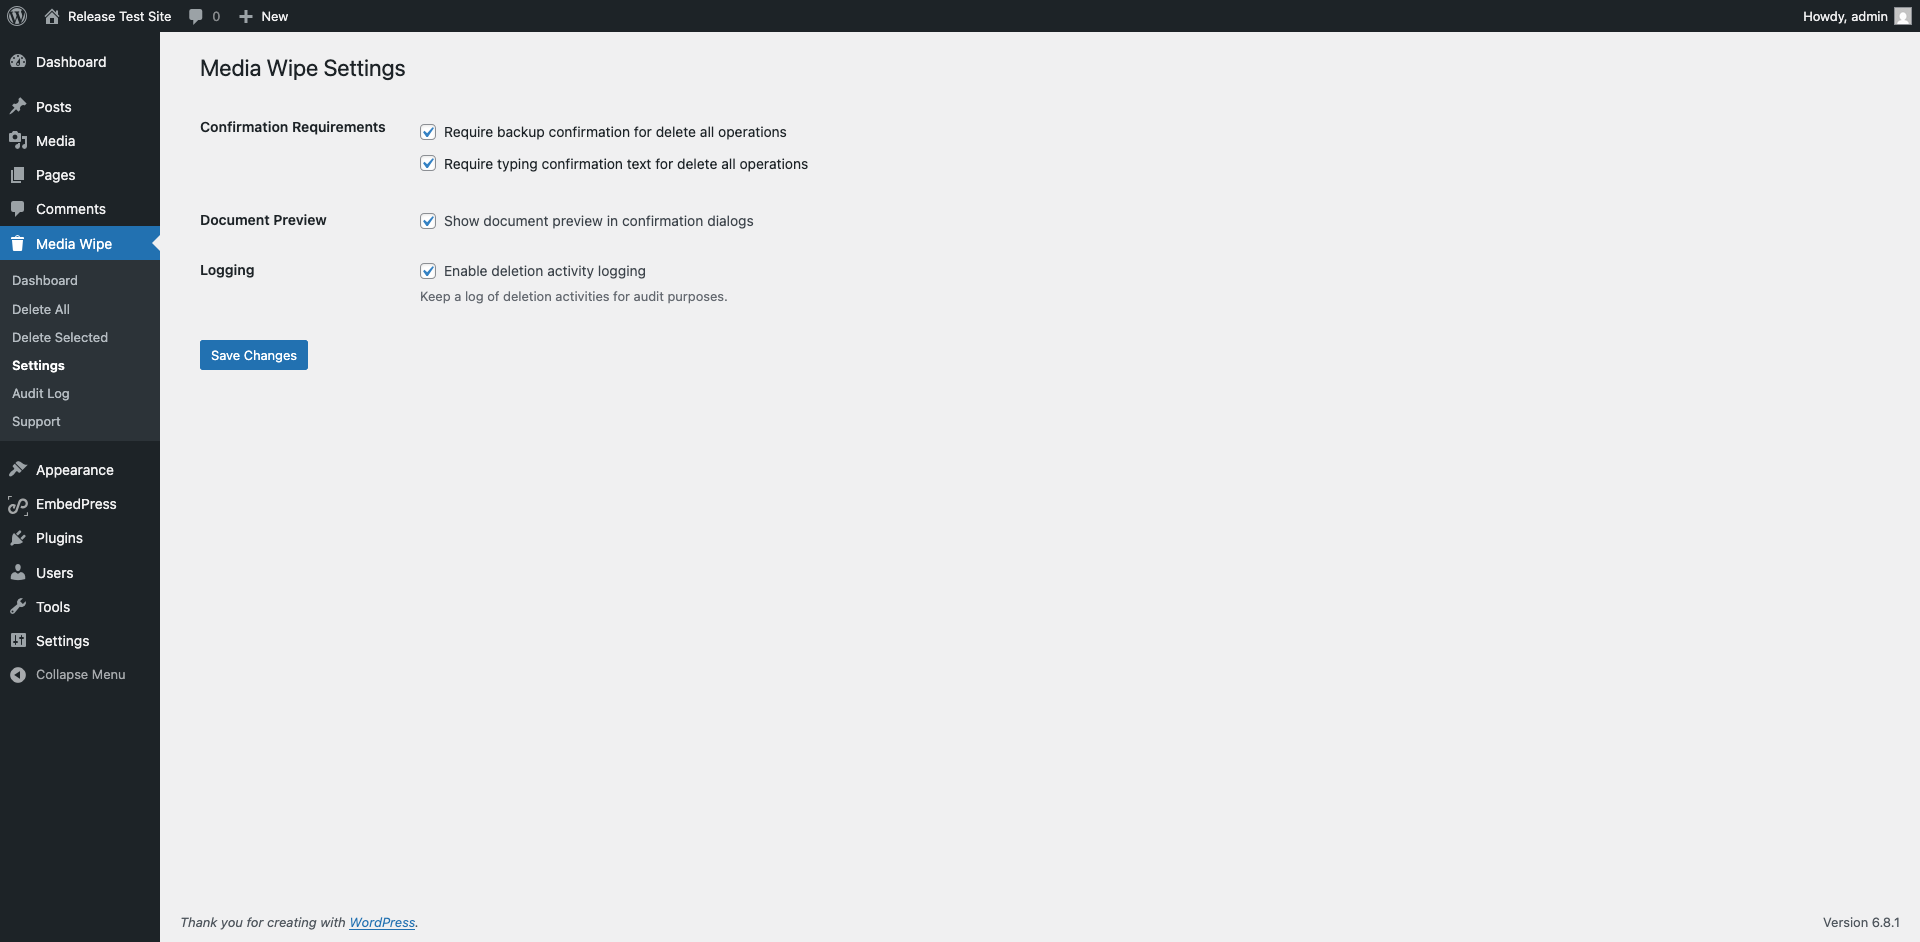 Release Test Site 0 New Howdy, admin
Dashboard
Posts
Media
Pages
Comments
Media Wipe
Dashboard
Delete All
Delete Selected
Settings
Audit Log
Support
Appearance
EmbedPress
Plugins
Users
Tools
Settings
Collapse Menu
Media Wipe Settings
Confirmation Requirements
Require backup confirmation for delete all operations
Require typing confirmation text for delete all operations
Document Preview
Show document preview in confirmation dialogs
Logging
Enable deletion activity logging
Keep a log of deletion activities for audit purposes.
Save Changes
Thank you for creating with WordPress.
Version 6.8.1